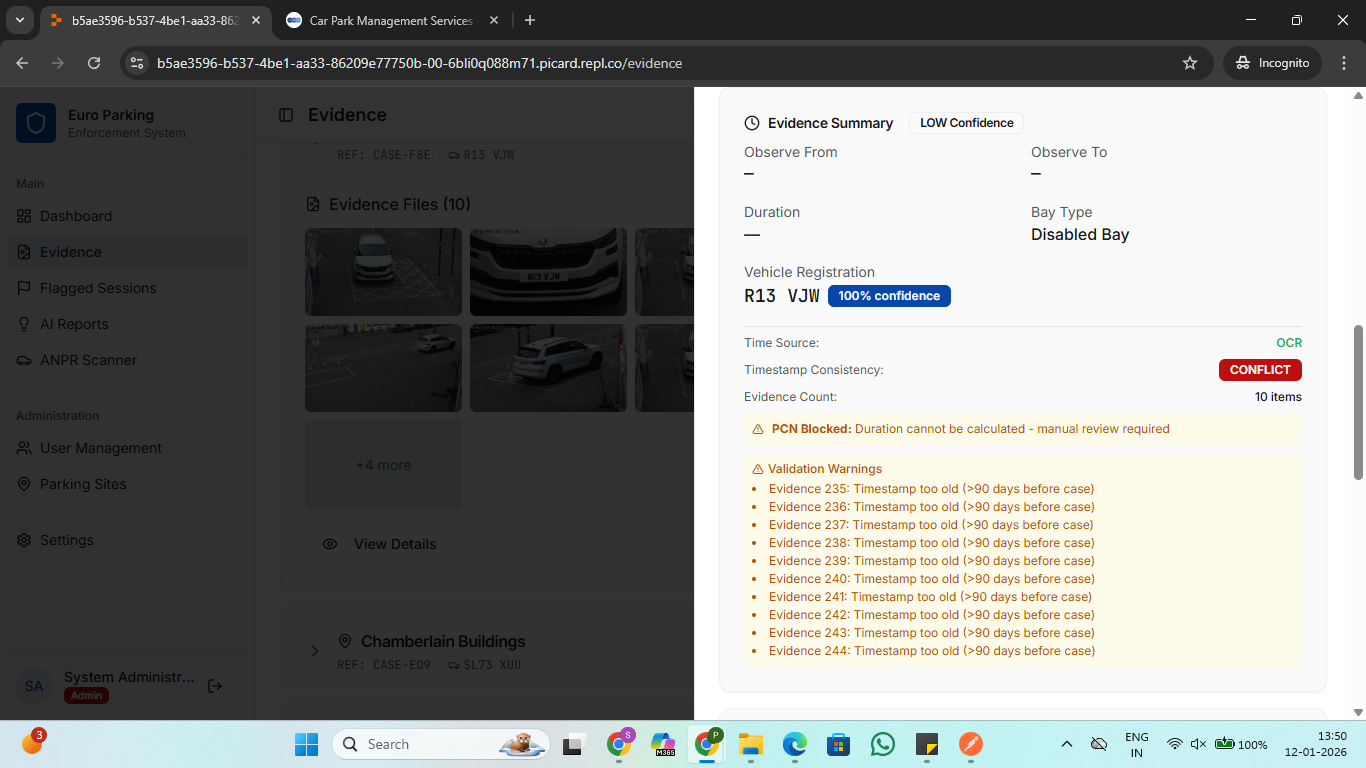 b5ae3596-b537-4be1-aa33-862
Car Park Management Services
b5ae3596-b537-4be1-aa33-86209e77750b-00-6bli0q088m71.picard.repl.co/evidence
Incognito
Euro Parking
Enforcement System
Main
Dashboard
Evidence
Flagged Sessions
AI Reports
ANPR Scanner
Administration
User Management
Parking Sites
Settings
SA
System Administr...
Admin
Evidence
REF: CASE-F8E
R13 VJW
Evidence Files (10)
R13 VJW
+4 more
View Details
Chamberlain Buildings
REF: CASE-E09
SL73 XUU
Evidence Summary LOW Confidence
Observe From Observe To
— —
Duration Bay Type
— Disabled Bay
Vehicle Registration
R13 VJW 100% confidence
Time Source: OCR
Timestamp Consistency: CONFLICT
Evidence Count: 10 items
PCN Blocked: Duration cannot be calculated - manual review required
Validation Warnings
• Evidence 235: Timestamp too old (>90 days before case)
• Evidence 236: Timestamp too old (>90 days before case)
• Evidence 237: Timestamp too old (>90 days before case)
• Evidence 238: Timestamp too old (>90 days before case)
• Evidence 239: Timestamp too old (>90 days before case)
• Evidence 240: Timestamp too old (>90 days before case)
• Evidence 241: Timestamp too old (>90 days before case)
• Evidence 242: Timestamp too old (>90 days before case)
• Evidence 243: Timestamp too old (>90 days before case)
• Evidence 244: Timestamp too old (>90 days before case)
3
Search
S
M365
P
ENG
IN
100%
13:50
12-01-2026